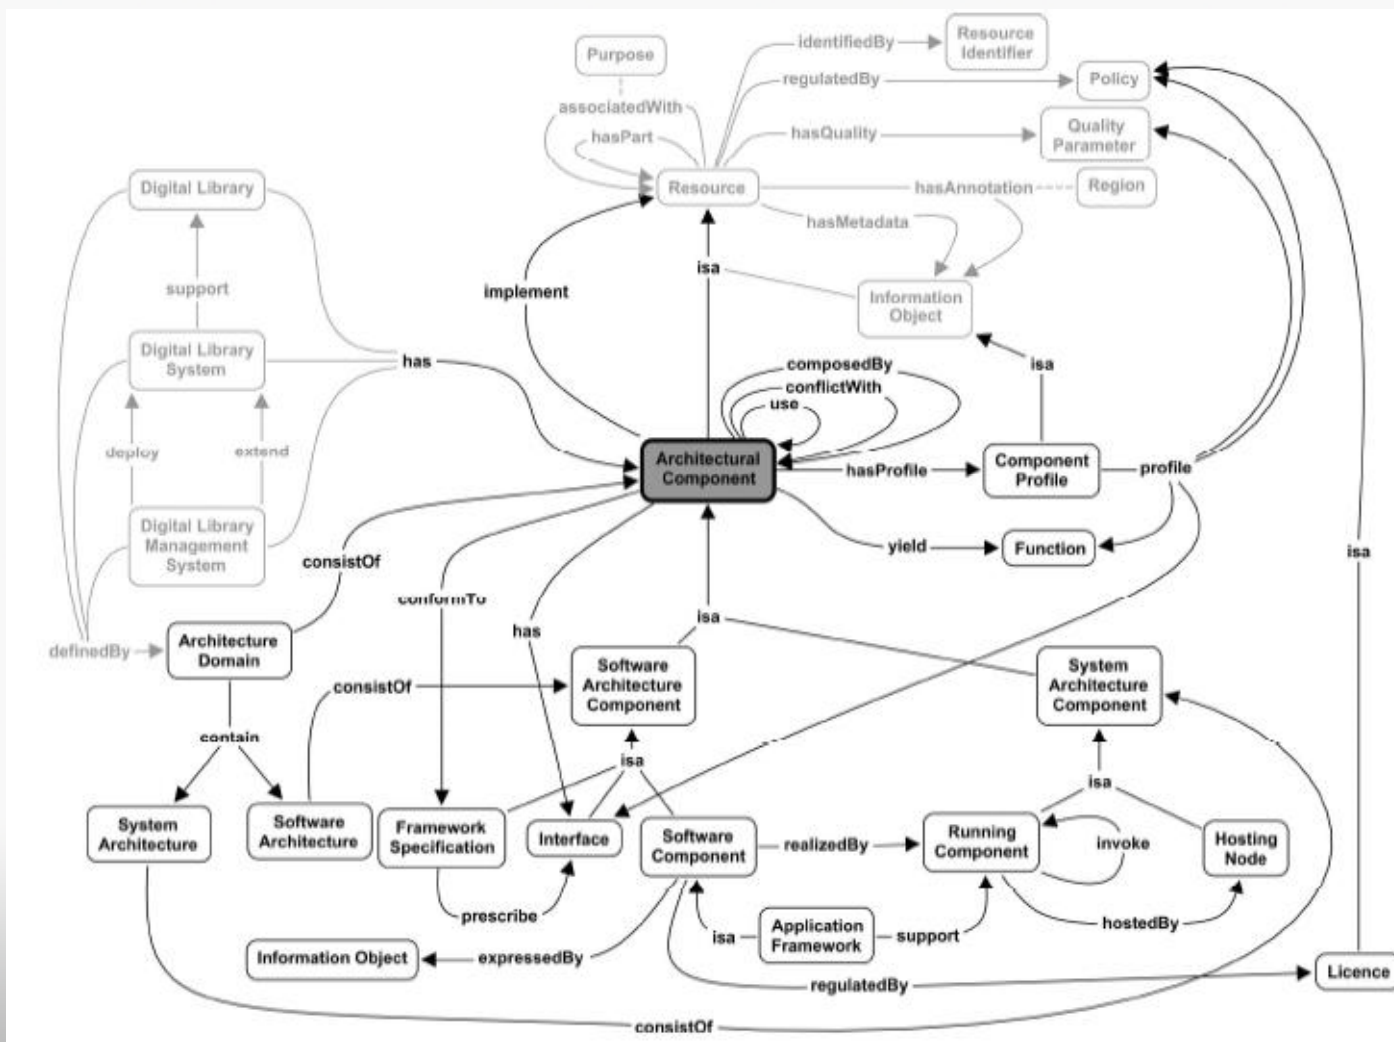 Purpose
identifiedBy
Resource
Identifier
regulatedBy
Policy
associatedWith
hasPart
hasQuality
Quality
Parameter
Digital Library
Resource
hasAnnotation
Region
hasMetadata
support
implement
isa
Information
Object
Digital Library
System
has
composedBy
conflictWith
use
isa
deploy
extend
Architectural
Component
hasProfile
Component
Profile
profile
Digital Library
Management
System
consistOf
yield
Function
isa
conformTo
has
isa
definedBy
Architecture
Domain
consistOf
Software
Architecture
Component
System
Architecture
Component
contain
isa
isa
System
Architecture
Software
Architecture
Framework
Specification
Interface
Software
Component
realizedBy
Running
Component
invoke
Hosting
Node
prescribe
isa
Application
Framework
support
hostedBy
Information Object
expressedBy
regulatedBy
Licence
consistOf